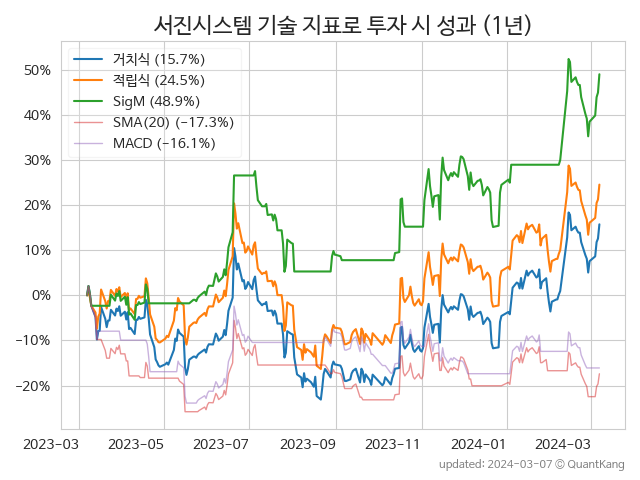 서진시스템 기술 지표로 투자 시 성과 (1년)
거치식 (15.7%)
적립식 (24.5%)
SigM (48.9%)
SMA(20) (−17.3%)
MACD (−16.1%)
50%
40%
30%
20%
10%
0%
−10%
−20%
2023-03 2023-05 2023-07 2023-09 2023-11 2024-01 2024-03
updated: 2024-03-07 © QuantKang